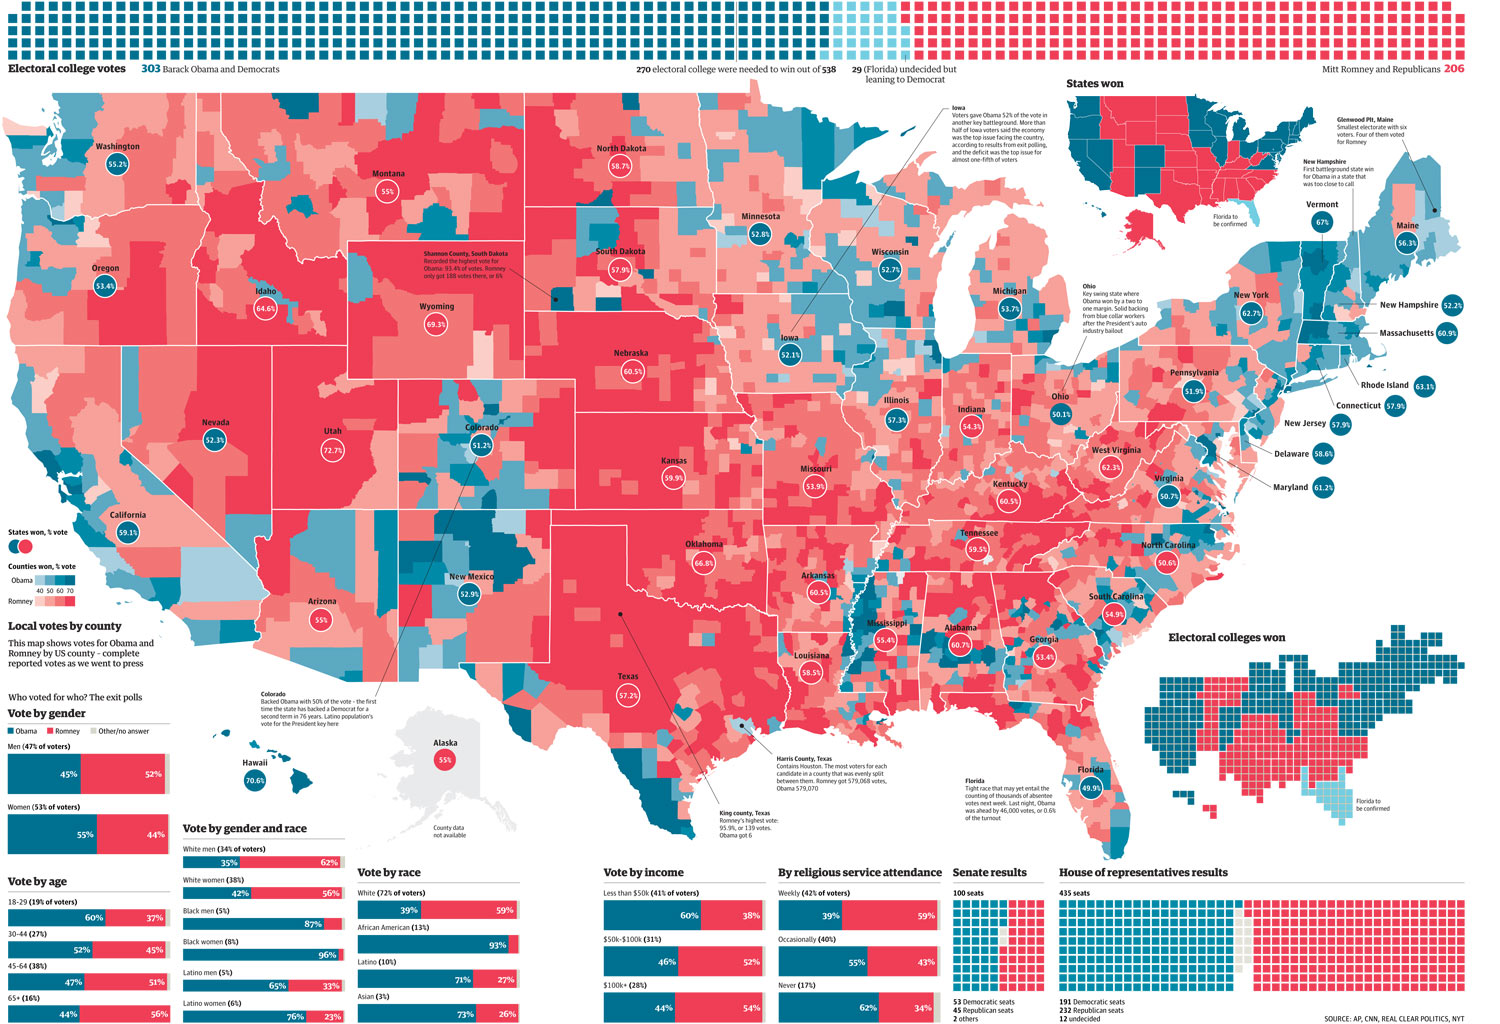 Electoral college votes 303 Barack Obama and Democrats
270 electoral college were needed to win out of 538
29 (Florida) undecided but
leaning to Democrat
Mitt Romney and Republicans 206
States won
Florida to
be confirmed
Glenwood Plt, Maine
Smallest electorate with six
voters. Four of them voted
for Romney
New Hampshire
First battleground state win
for Obama in a state that
was too close to call
Iowa
Voters gave Obama 52% of the vote in
another key battleground. More than
half of Iowa voters said the economy
was the top issue facing the country,
according to results from exit polling,
and the deficit was the top issue for
almost one-fifth of voters
Ohio
Key swing state where
Obama won by a two to
one margin. Solid backing
from blue collar workers
after the President's auto
industry bailout
Shannon County, South Dakota
Recorded the highest vote for
Obama: 93.4% of votes. Romney
only got 188 votes there, or 6%
Washington
55.2%
Montana
55%
North Dakota
58.7%
Minnesota
52.8%
Wisconsin
52.7%
Michigan
53.7%
Vermont
67%
Maine
56.3%
Oregon
53.4%
Idaho
64.6%
Wyoming
69.3%
South Dakota
57.9%
New York
62.7%
New Hampshire 52.2%
Massachusetts 60.9%
Rhode Island 63.1%
Connecticut 57.9%
New Jersey 57.9%
Delaware 58.6%
Maryland 61.2%
Nebraska
60.5%
Iowa
52.1%
Illinois
57.3%
Indiana
54.3%
Ohio
50.1%
Pennsylvania
51.9%
Nevada
52.3%
Utah
72.7%
Colorado
51.2%
Kansas
59.9%
Missouri
53.9%
Kentucky
60.5%
West Virginia
62.3%
Virginia
50.7%
California
59.1%
Arizona
55%
New Mexico
52.9%
Oklahoma
66.8%
Arkansas
60.5%
Tennessee
59.5%
North Carolina
50.6%
South Carolina
54.9%
Texas
57.2%
Louisiana
58.5%
Mississippi
55.4%
Alabama
60.7%
Georgia
53.4%
Florida
49.9%
Hawaii
70.6%
Alaska
55%
County data
not available
States won, % vote
Counties won, % vote
Obama
40 50 60 70
Romney
Local votes by county
This map shows votes for Obama and
Romney by US county - complete
reported votes as we went to press
Colorado
Backed Obama with 50% of the vote - the first
time the state has backed a Democrat for a
second term in 76 years. Latino population's
vote for the President key here
Harris County, Texas
Contains Houston. The most voters for each
candidate in a county that was evenly split
between them. Romney got 579,068 votes,
Obama 579,070
King county, Texas
Romney's highest vote:
95.9%, or 139 votes.
Obama got 6
Florida
Tight race that may yet entail the
counting of thousands of absentee
votes next week. Last night, Obama
was ahead by 46,000 votes, or 0.6%
of the turnout
Electoral colleges won
Florida to
be confirmed
Who voted for who? The exit polls
Vote by gender
Obama Romney Other/no answer
Men (47% of voters)
45% 52%
Women (53% of voters)
55% 44%
Vote by age
18-29 (19% of voters)
60% 37%
30-44 (27%)
52% 45%
45-64 (38%)
47% 51%
65+ (16%)
44% 56%
Vote by gender and race
White men (34% of voters)
35% 62%
White women (38%)
42% 56%
Black men (5%)
87%
Black women (8%)
96%
Latino men (5%)
65% 33%
Latino women (6%)
76% 23%
Vote by race
White (72% of voters)
39% 59%
African American (13%)
93%
Latino (10%)
71% 27%
Asian (3%)
73% 26%
Vote by income
Less than $50k (41% of voters)
60% 38%
$50k-$100k (31%)
46% 52%
$100k+ (28%)
44% 54%
By religious service attendance
Weekly (42% of voters)
39% 59%
Occasionally (40%)
55% 43%
Never (17%)
62% 34%
Senate results
100 seats
53 Democratic seats
45 Republican seats
2 others
House of representatives results
435 seats
191 Democratic seats
232 Republican seats
12 undecided
SOURCE: AP, CNN, REAL CLEAR POLITICS, NYT